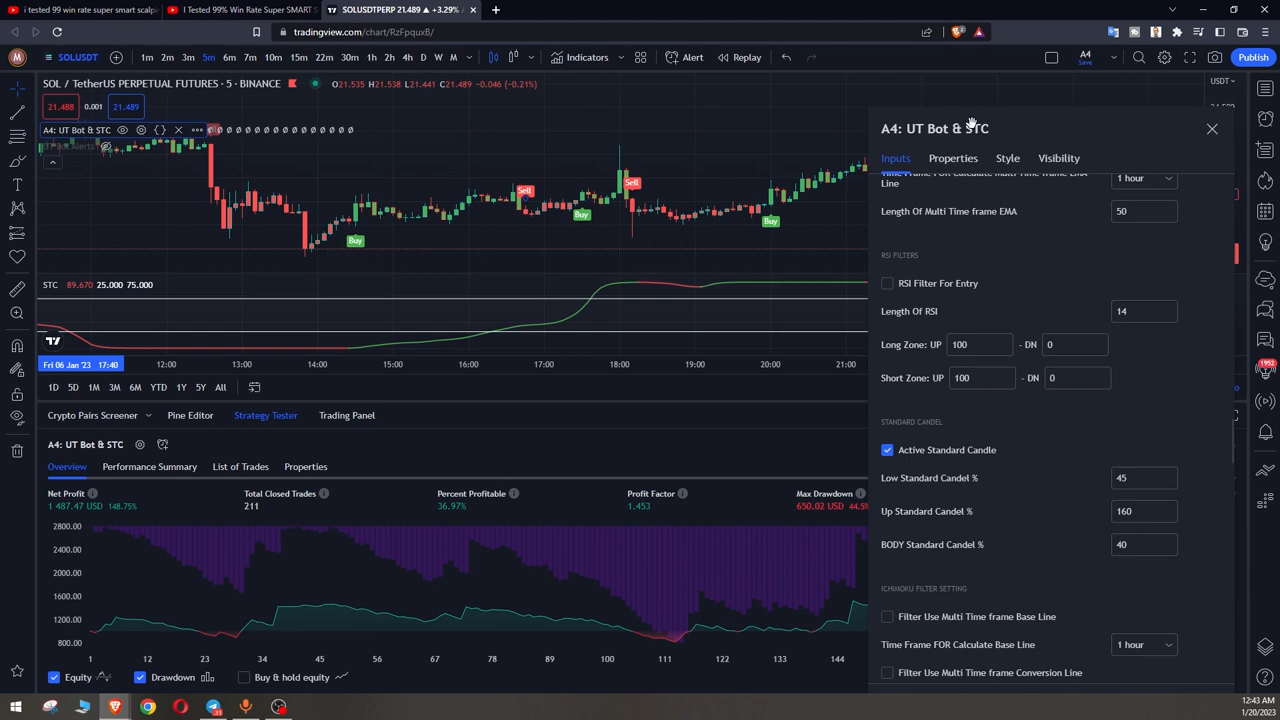 i tested 99 win rate super smart scalpi
I Tested 99% Win Rate Super SMART S
SOLUSDTPERP 21.489 ▲ +3.29%
tradingview.com/chart/RzFpquxB/
M
SOLUSDT
1m 2m 3m 5m 7m 10m 15m 22m 30m 1h 2h 4h D W M
Indicators
Alert
Replay
A4
Save
Publish
SOL / TetherUS PERPETUAL FUTURES · 5 · BINANCE
O21.535 H21.538 L21.441 C21.489 -0.046 (-0.21%)
USDT
21.488
0.001
21.489
A4: UT Bot & STC
UT Bot Alerts
Sell
Sell
Buy
Buy
Buy
STC 89.670 25.000 75.000
Fri 06 Jan '23 17:40
12:00 13:00 14:00 15:00 16:00 17:00 18:00 19:00 20:00 21:00
1D 5D 1M 3M 6M YTD 1Y 5Y All
Crypto Pairs Screener
Pine Editor
Strategy Tester
Trading Panel
A4: UT Bot & STC
Overview
Performance Summary
List of Trades
Properties
Net Profit
Total Closed Trades
Percent Profitable
Profit Factor
Max Drawdown
1 487.47 USD 148.75%
211
36.97%
1.453
650.02 USD 44.5
2800.00
2400.00
2000.00
1600.00
1200.00
800.00
1 12 23 34 45 56 67 78 89 100 111 122 133 144
Equity
Drawdown
Buy & hold equity
A4: UT Bot & STC
Inputs
Properties
Style
Visibility
Line
1 hour
Length Of Multi Time frame EMA
50
RSI FILTERS
RSI Filter For Entry
Length Of RSI
14
Long Zone: UP
100
- DN
0
Short Zone: UP
100
- DN
0
STANDARD CANDEL
Active Standard Candle
Low Standard Candel %
45
Up Standard Candel %
160
BODY Standard Candel %
40
ICHIMOKU FILTER SETTING
Filter Use Multi Time frame Base Line
Time Frame FOR Calculate Base Line
1 hour
Filter Use Multi Time frame Conversion Line
1952
12:43 AM
1/20/2023